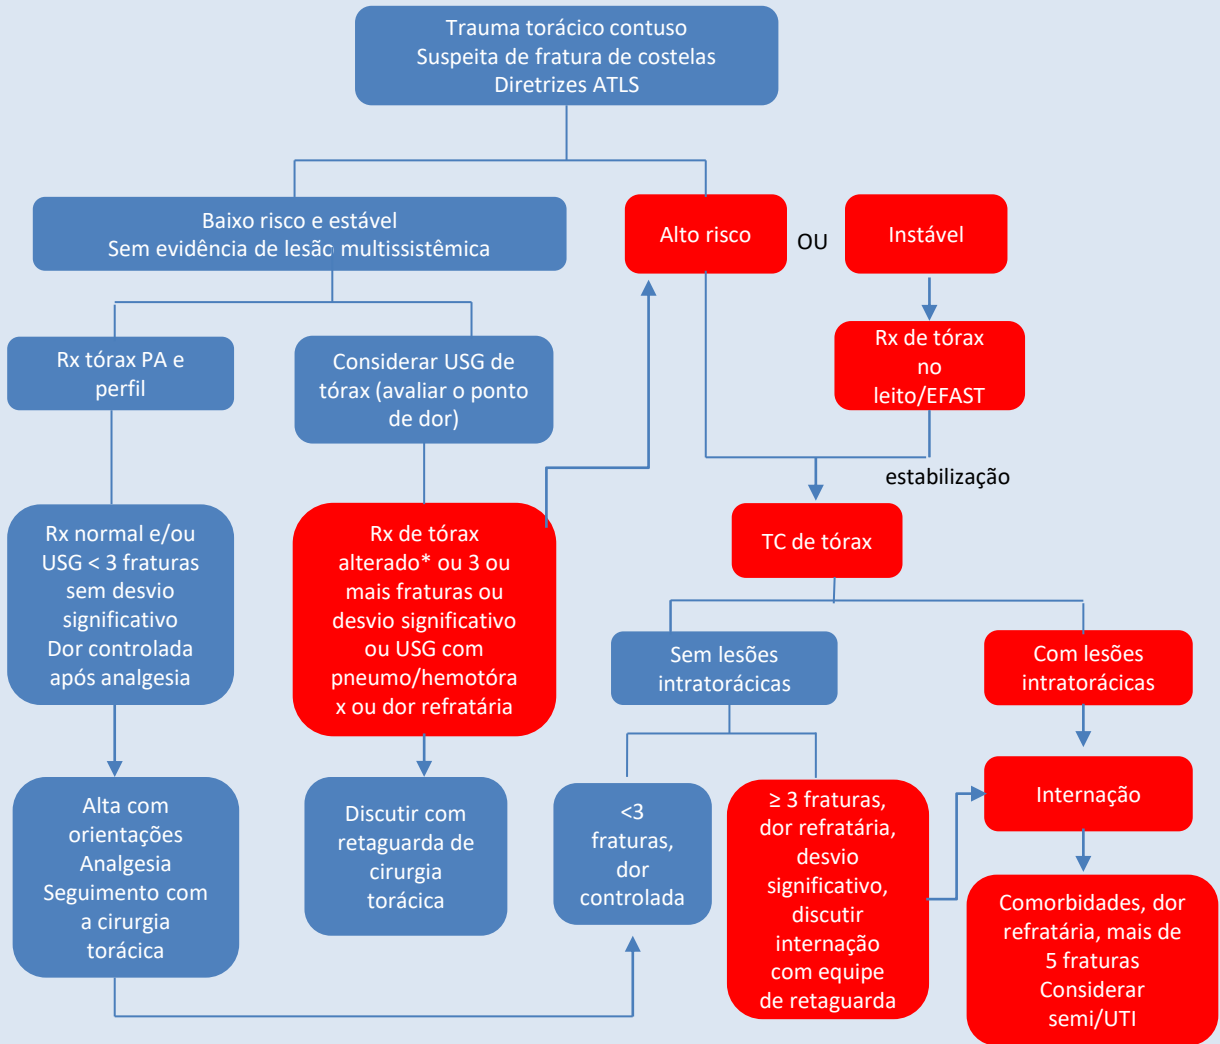 Trauma torácico contuso
Suspeita de fratura de costelas
Diretrizes ATLS
Baixo risco e estável
Sem evidência de lesão multissistêmica
Alto risco
OU
Instável
Rx tórax PA e
perfil
Considerar USG de
tórax (avaliar o ponto
de dor)
Rx de tórax
no
leito/EFAST
estabilização
Rx normal e/ou
USG < 3 fraturas
sem desvio
significativo
Dor controlada
após analgesia
Rx de tórax
alterado* ou 3 ou
mais fraturas ou
desvio significativo
ou USG com
pneumo/hemotóra
x ou dor refratária
TC de tórax
Sem lesões
intratorácicas
Com lesões
intratorácicas
Alta com
orientações
Analgesia
Seguimento com
a cirurgia
torácica
Discutir com
retaguarda de
cirurgia
torácica
<3
fraturas,
dor
controlada
≥ 3 fraturas,
dor refratária,
desvio
significativo,
discutir
internação
com equipe
de retaguarda
Internação
Comorbidades, dor
refratária, mais de
5 fraturas
Considerar
semi/UTI